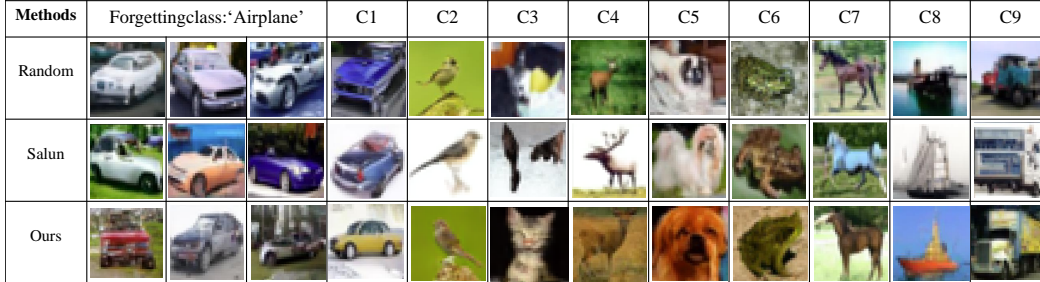 Methods Forgettingclass:‘Airplane’ C1 C2 C3 C4 C5 C6 C7 C8 C9
Random
Salun
Ours